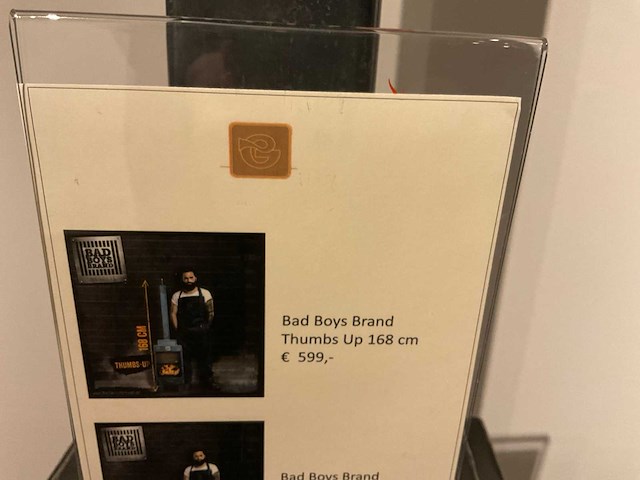 BAD
BOYS
BRAND
168 CM
THUMBS-UP
Bad Boys Brand
Thumbs Up 168 cm
€ 599,-
BAD
BOYS
BRAND
Bad Boys Brand